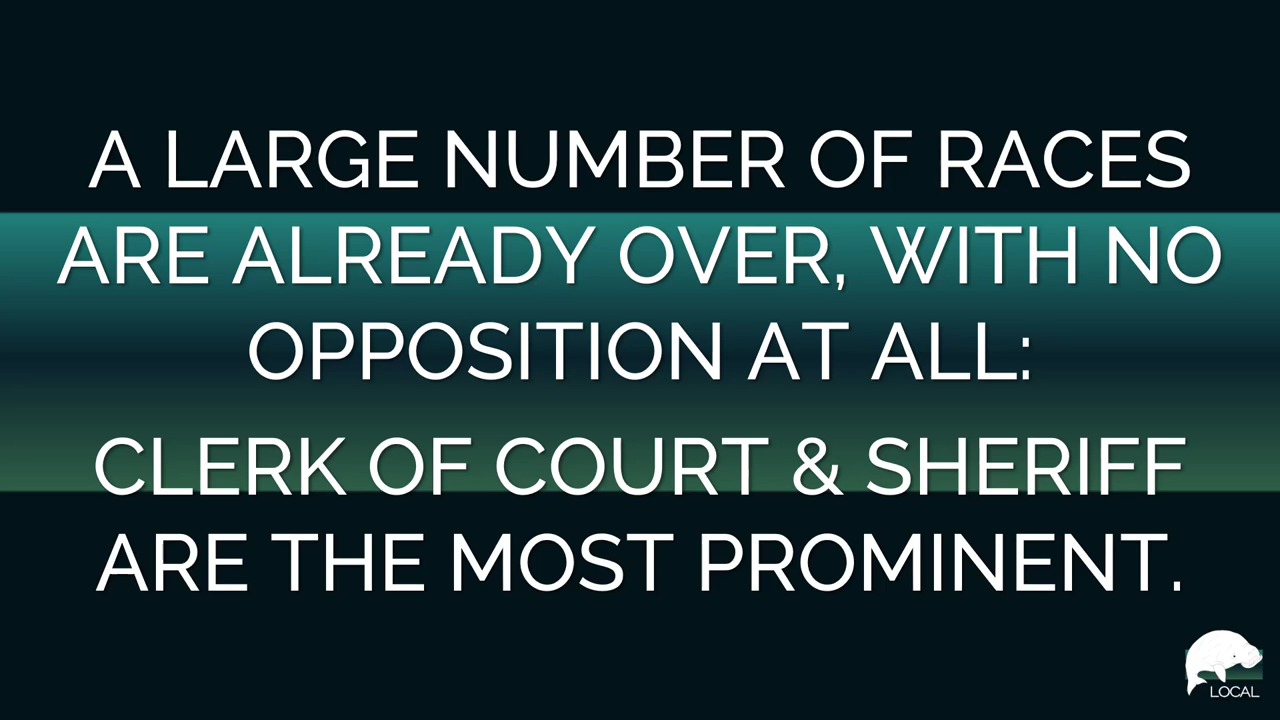 A LARGE NUMBER OF RACES
ARE ALREADY OVER, WITH NO
OPPOSITION AT ALL:
CLERK OF COURT & SHERIFF
ARE THE MOST PROMINENT.
LOCAL